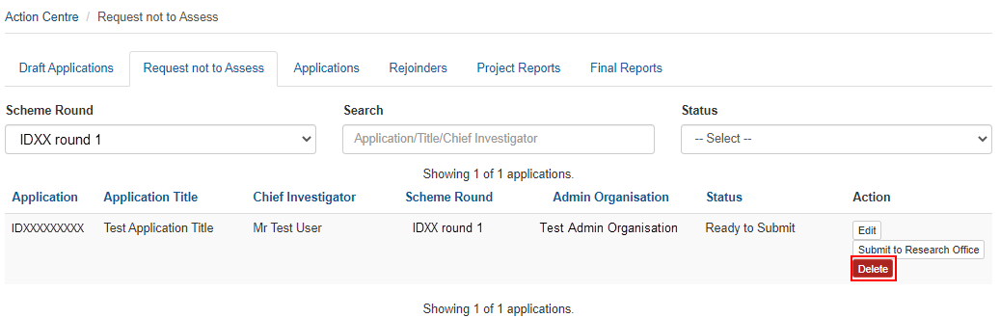 Action Centre / Request not to Assess
Draft Applications Request not to Assess Applications Rejoinders Project Reports Final Reports
Scheme Round Search Status
IDXX round 1 Application/Title/Chief Investigator -- Select --
Showing 1 of 1 applications.
Application Application Title Chief Investigator Scheme Round Admin Organisation Status Action
IDXXXXXXXXX Test Application Title Mr Test User IDXX round 1 Test Admin Organisation Ready to Submit Edit
Submit to Research Office
Delete
Showing 1 of 1 applications.